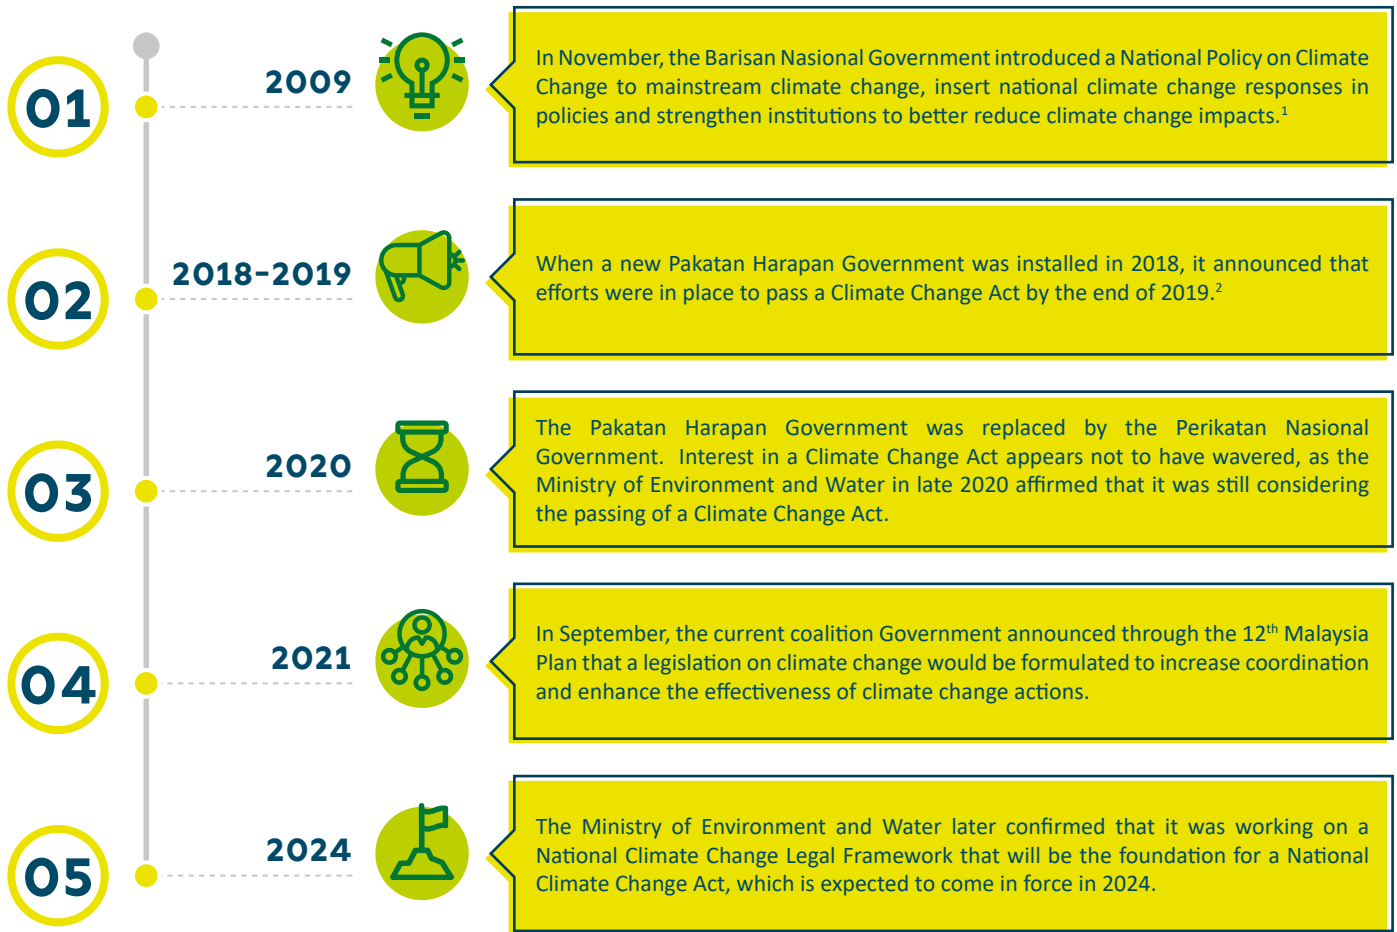 01
2009
In November, the Barisan Nasional Government introduced a National Policy on Climate
Change to mainstream climate change, insert national climate change responses in
policies and strengthen institutions to better reduce climate change impacts.1
02
2018-2019
When a new Pakatan Harapan Government was installed in 2018, it announced that
efforts were in place to pass a Climate Change Act by the end of 2019.2
03
2020
The Pakatan Harapan Government was replaced by the Perikatan Nasional
Government. Interest in a Climate Change Act appears not to have wavered, as the
Ministry of Environment and Water in late 2020 affirmed that it was still considering
the passing of a Climate Change Act.
04
2021
In September, the current coalition Government announced through the 12th Malaysia
Plan that a legislation on climate change would be formulated to increase coordination
and enhance the effectiveness of climate change actions.
05
2024
The Ministry of Environment and Water later confirmed that it was working on a
National Climate Change Legal Framework that will be the foundation for a National
Climate Change Act, which is expected to come in force in 2024.